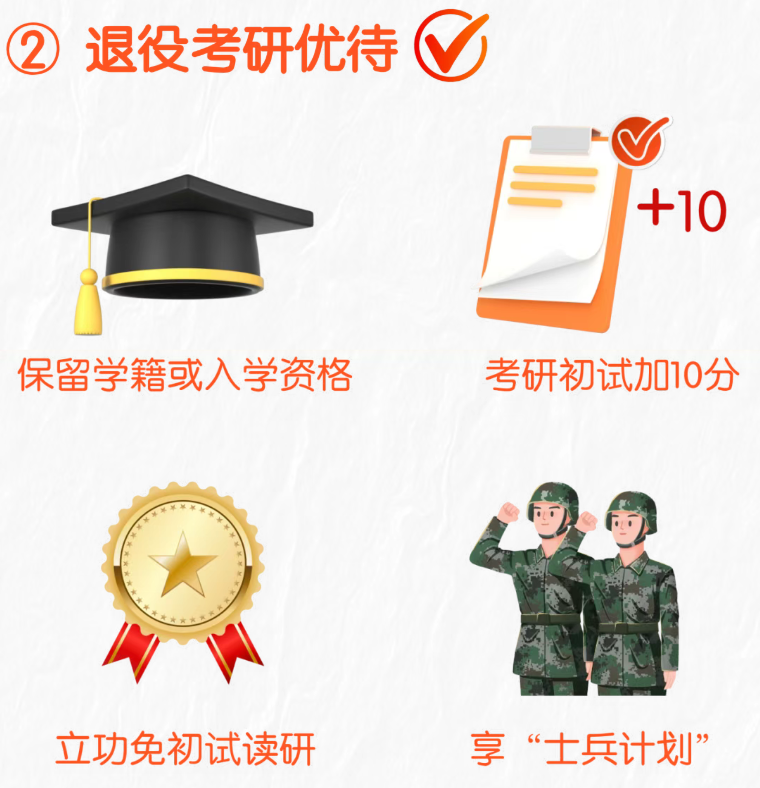 ② 退役考研优待
+10
保留学籍或入学资格
考研初试加10分
立功免初试读研
享“士兵计划”